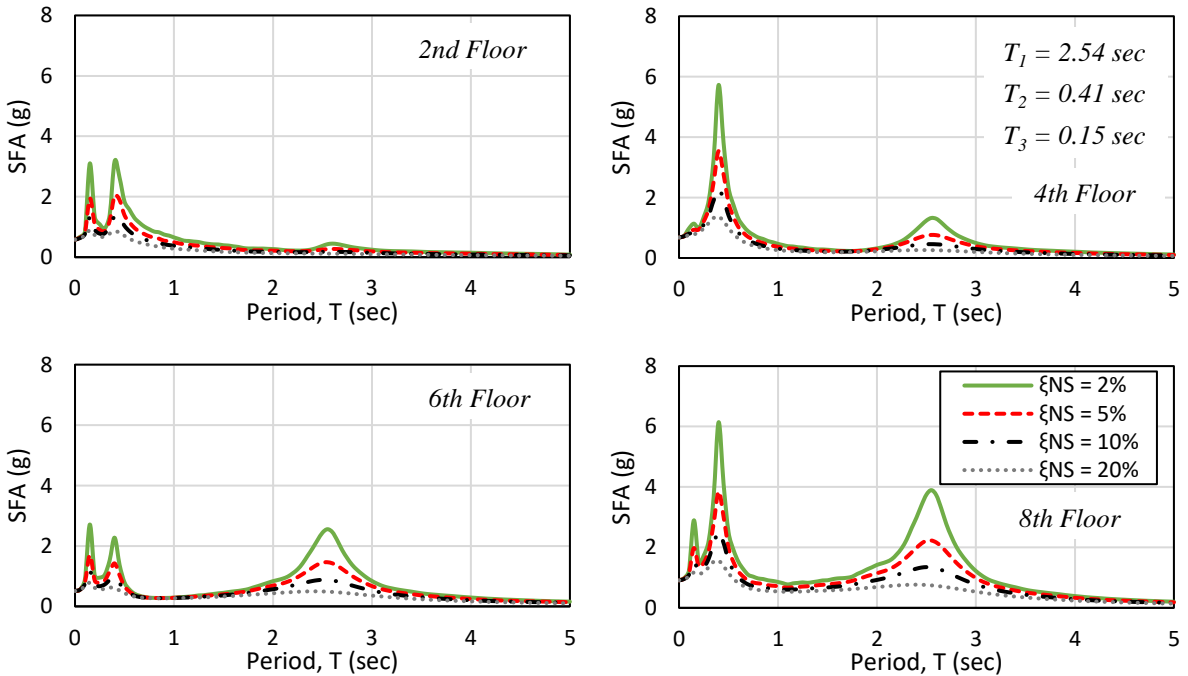 8
6
4
2
0
SFA (g)
2nd Floor
0 1 2 3 4 5
Period, T (sec)
8
6
4
2
0
SFA (g)
T1 = 2.54 sec
T2 = 0.41 sec
T3 = 0.15 sec
4th Floor
0 1 2 3 4 5
Period, T (sec)
8
6
4
2
0
SFA (g)
6th Floor
0 1 2 3 4 5
Period, T (sec)
8
6
4
2
0
SFA (g)
ξNS = 2%
ξNS = 5%
ξNS = 10%
ξNS = 20%
8th Floor
0 1 2 3 4 5
Period, T (sec)